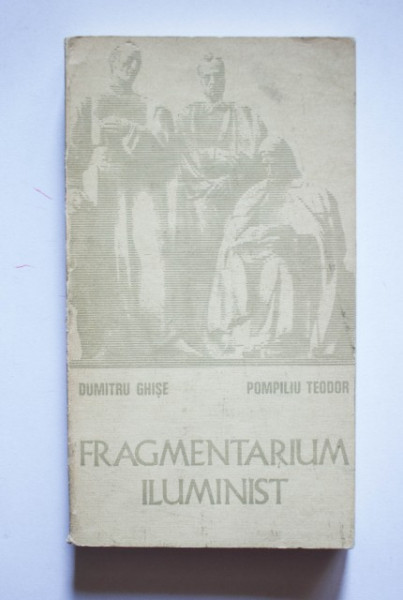 DUMITRU GHIȘE POMPILIU TEODOR
FRAGMENTARIUM
ILUMINIST